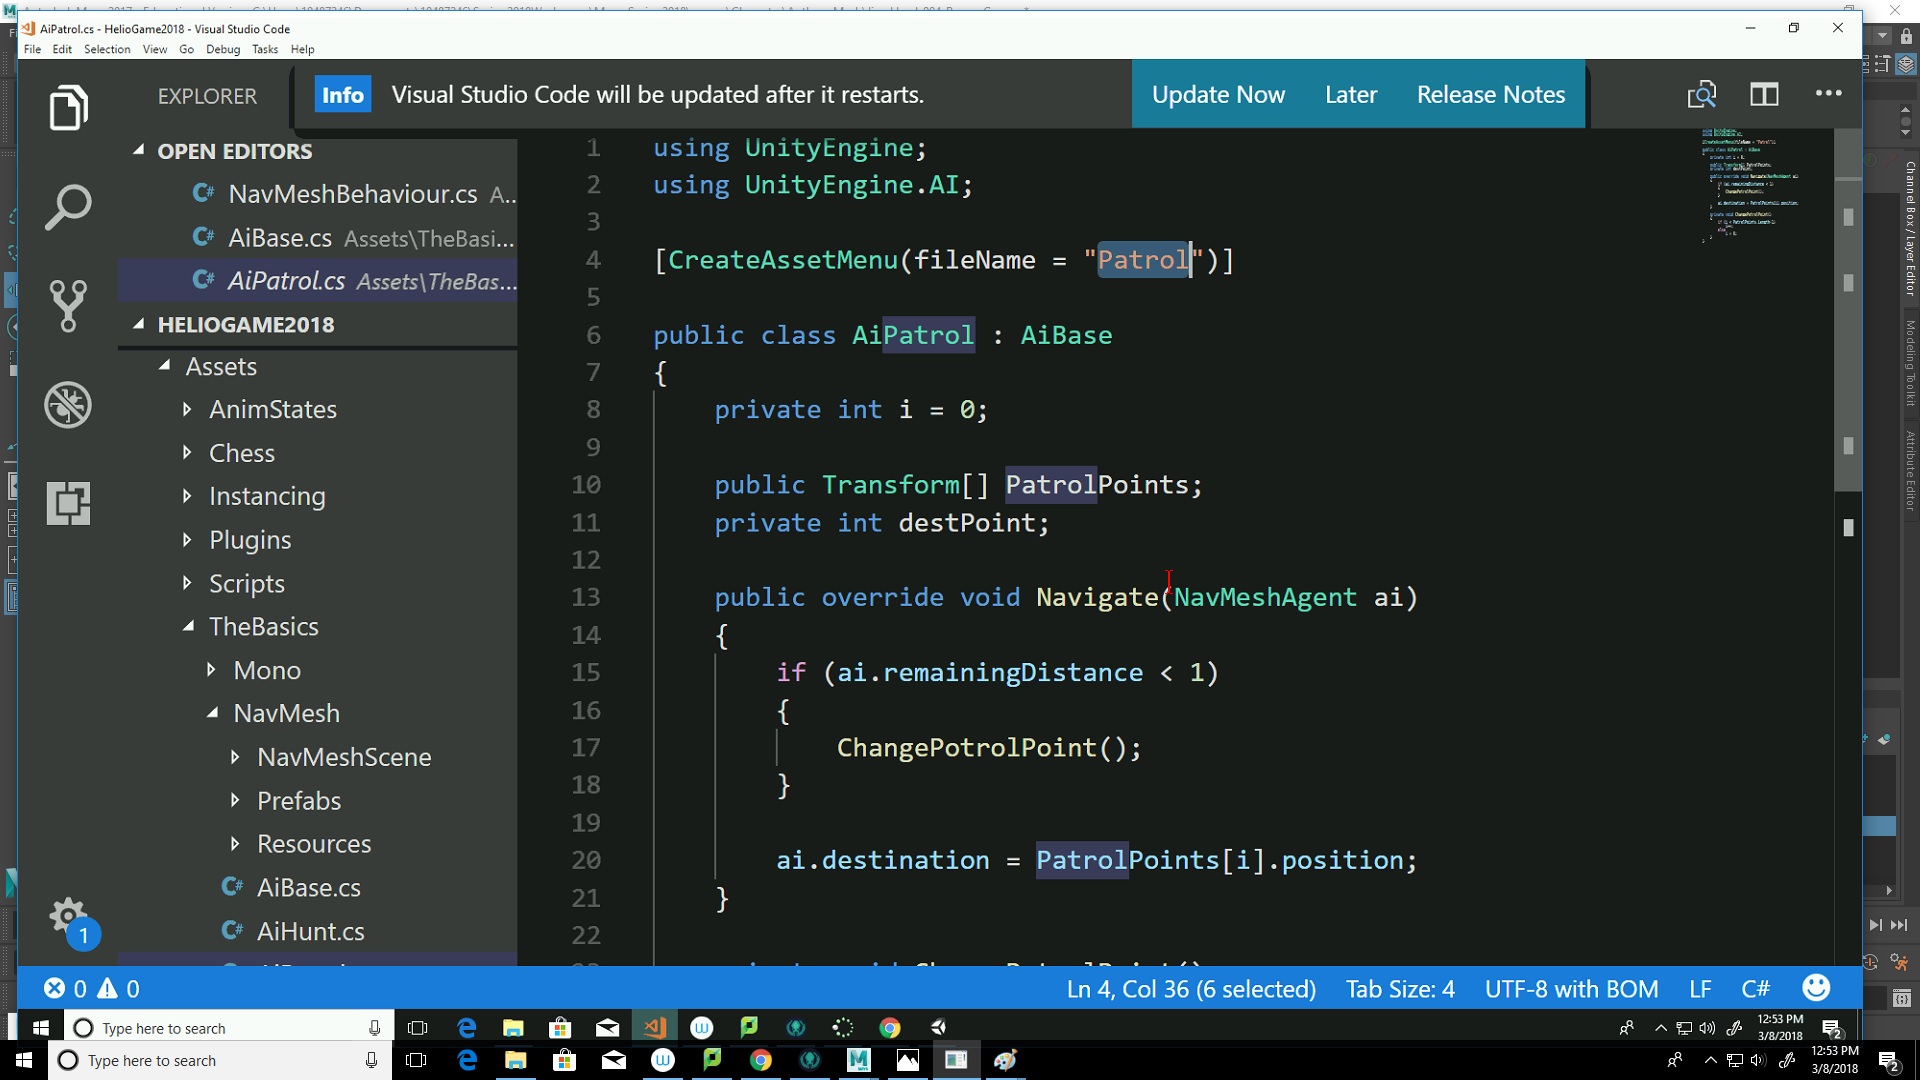 AiPatrol.cs - HelioGame2018 - Visual Studio Code
File Edit Selection View Go Debug Tasks Help
EXPLORER
Info Visual Studio Code will be updated after it restarts.
Update Now Later Release Notes
OPEN EDITORS
NavMeshBehaviour.cs A...
AiBase.cs Assets\TheBasi...
AiPatrol.cs Assets\TheBas...
HELIOGAME2018
Assets
AnimStates
Chess
Instancing
Plugins
Scripts
TheBasics
Mono
NavMesh
NavMeshScene
Prefabs
Resources
AiBase.cs
AiHunt.cs
1
1 using UnityEngine;
2 using UnityEngine.AI;
3
4 [CreateAssetMenu(fileName = "Patrol")]
5
6 public class AiPatrol : AiBase
7 {
8 private int i = 0;
9
10 public Transform[] PatrolPoints;
11 private int destPoint;
12
13 public override void Navigate(NavMeshAgent ai)
14 {
15 if (ai.remainingDistance < 1)
16 {
17 ChangePotrolPoint();
18 }
19
20 ai.destination = PatrolPoints[i].position;
21 }
22
Channel Box / Layer Editor
Modeling Toolkit
Attribute Editor
0 0
Ln 4, Col 36 (6 selected) Tab Size: 4 UTF-8 with BOM LF C#
Type here to search
12:53 PM
3/8/2018
2
Type here to search
12:53 PM
3/8/2018
2